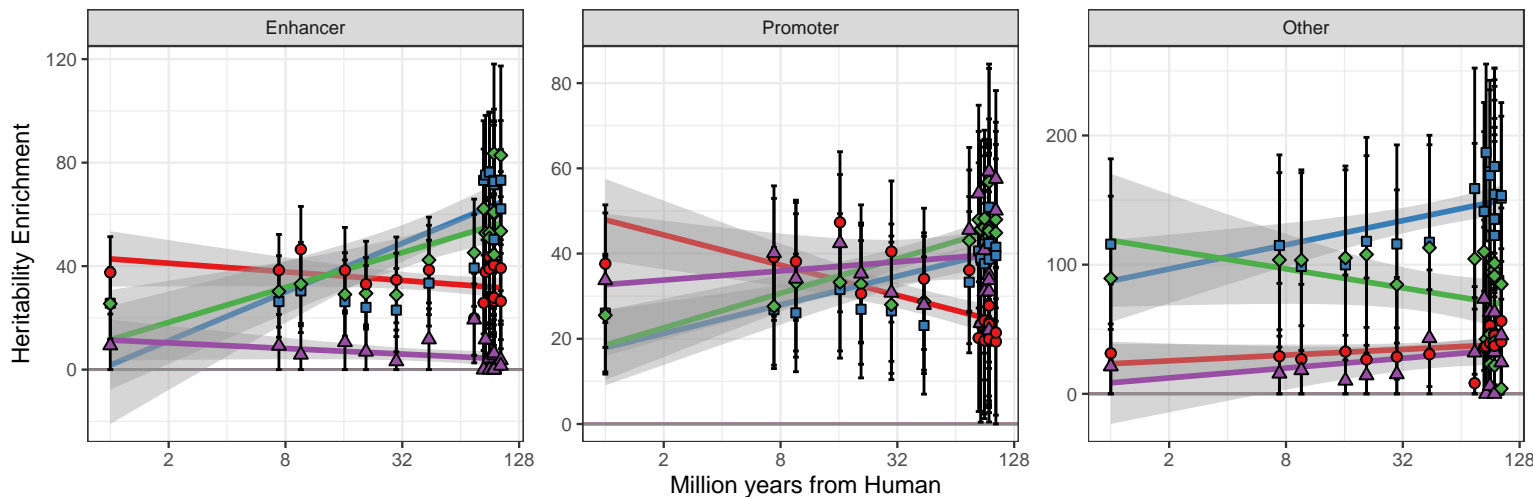 Enhancer
Promoter
Other
Heritability Enrichment
120
80
40
0
80
60
40
20
0
200
100
0
2 8 32 128
2 8 32 128
2 8 32 128
Million years from Human